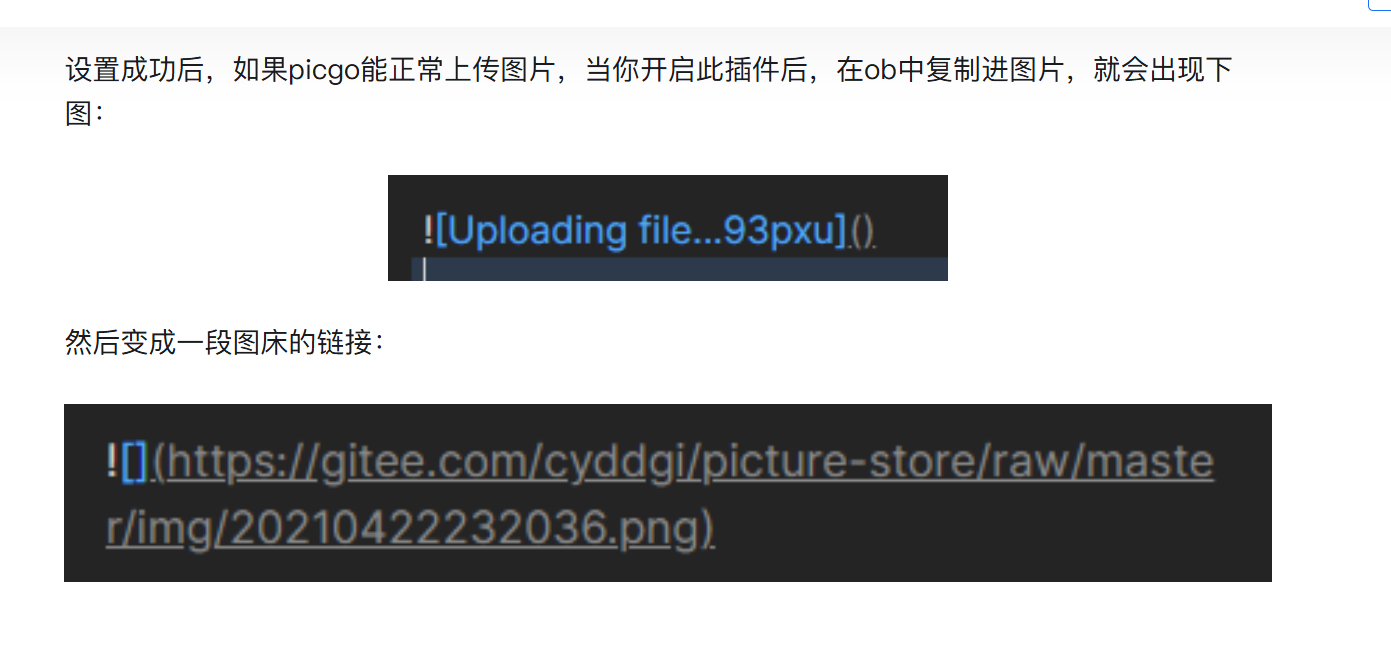 设置成功后，如果picgo能正常上传图片，当你开启此插件后，在ob中复制进图片，就会出现下
图：
![Uploading file...93pxu]()
然后变成一段图床的链接：
![](https://gitee.com/cyddgi/picture-store/raw/maste
r/img/20210422232036.png)